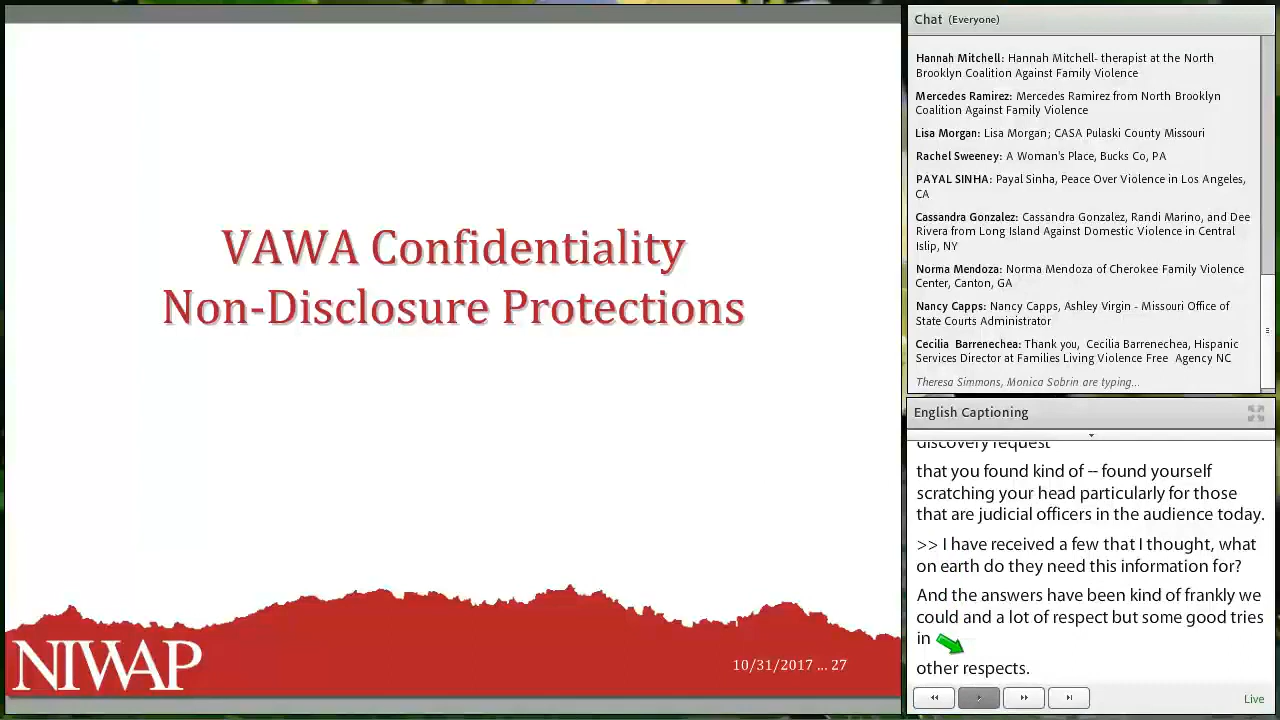 VAWA Confidentiality
Non-Disclosure Protections
NIWAP
10/31/2017 ... 27
Chat (Everyone)
Hannah Mitchell: Hannah Mitchell- therapist at the North
Brooklyn Coalition Against Family Violence
Mercedes Ramirez: Mercedes Ramirez from North Brooklyn
Coalition Against Family Violence
Lisa Morgan: Lisa Morgan; CASA Pulaski County Missouri
Rachel Sweeney: A Woman's Place, Bucks Co, PA
PAYAL SINHA: Payal Sinha, Peace Over Violence in Los Angeles,
CA
Cassandra Gonzalez: Cassandra Gonzalez, Randi Marino, and Dee
Rivera from Long Island Against Domestic Violence in Central
Islip, NY
Norma Mendoza: Norma Mendoza of Cherokee Family Violence
Center, Canton, GA
Nancy Capps: Nancy Capps, Ashley Virgin - Missouri Office of
State Courts Administrator
Cecilia Barrenechea: Thank you, Cecilia Barrenechea, Hispanic
Services Director at Families Living Violence Free Agency NC
Theresa Simmons, Monica Sobrin are typing...
English Captioning
discovery request
that you found kind of -- found yourself
scratching your head particularly for those
that are judicial officers in the audience today.
>> I have received a few that I thought, what
on earth do they need this information for?
And the answers have been kind of frankly we
could and a lot of respect but some good tries
in
other respects.
Live